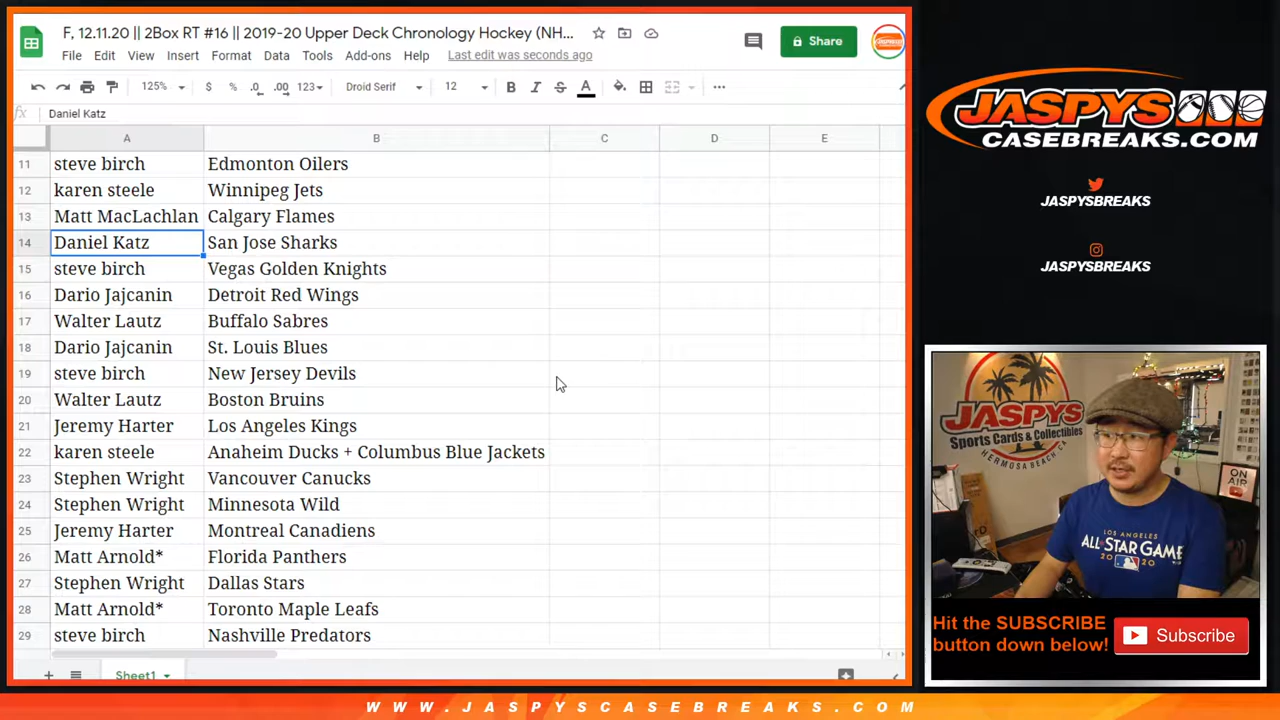 F, 12.11.20 || 2Box RT #16 || 2019-20 Upper Deck Chronology Hockey (NH...
File Edit View Insert Format Data Tools Add-ons Help Last edit was seconds ago
Share
125% $ % .0 .00 123 Droid Serif 12 B I S A
fx Daniel Katz
A B C D E
11 steve birch Edmonton Oilers
12 karen steele Winnipeg Jets
13 Matt MacLachlan Calgary Flames
14 Daniel Katz San Jose Sharks
15 steve birch Vegas Golden Knights
16 Dario Jajcanin Detroit Red Wings
17 Walter Lautz Buffalo Sabres
18 Dario Jajcanin St. Louis Blues
19 steve birch New Jersey Devils
20 Walter Lautz Boston Bruins
21 Jeremy Harter Los Angeles Kings
22 karen steele Anaheim Ducks + Columbus Blue Jackets
23 Stephen Wright Vancouver Canucks
24 Stephen Wright Minnesota Wild
25 Jeremy Harter Montreal Canadiens
26 Matt Arnold* Florida Panthers
27 Stephen Wright Dallas Stars
28 Matt Arnold* Toronto Maple Leafs
29 steve birch Nashville Predators
Sheet1
JASPYS
CASEBREAKS.COM
JASPYSBREAKS
JASPYSBREAKS
JASPYS
Sports Cards & Collectibles
HERMOSA BEACH, CA
ON AIR
LOS ANGELES
ALL-STAR GAME
2020
Hit the SUBSCRIBE
button down below!
Subscribe
WWW.JASPYSCASEBREAKS.COM